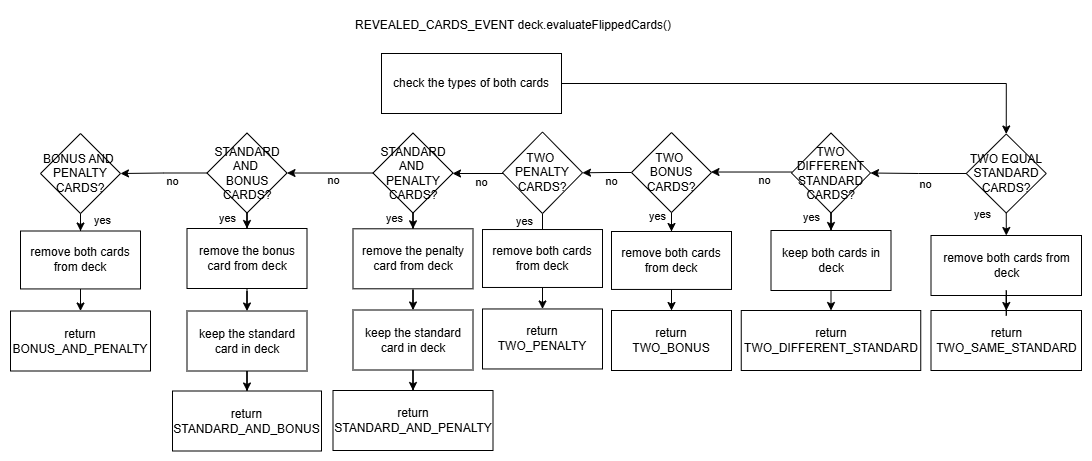 REVEALED_CARDS_EVENT deck.evaluateFlippedCards()
check the types of both cards
BONUS AND
PENALTY
CARDS?
STANDARD
AND
BONUS
CARDS?
STANDARD
AND
PENALTY
CARDS?
TWO
PENALTY
CARDS?
TWO
BONUS
CARDS?
TWO
DIFFERENT
STANDARD
CARDS?
TWO EQUAL
STANDARD
CARDS?
no
no
no
no
no
no
yes
yes
yes
yes
yes
yes
yes
remove both cards
from deck
remove the bonus
card from deck
remove the penalty
card from deck
remove both cards
from deck
remove both cards
from deck
keep both cards in
deck
remove both cards from
deck
return
BONUS_AND_PENALTY
keep the standard
card in deck
keep the standard
card in deck
return
TWO_PENALTY
return
TWO_BONUS
return
TWO_DIFFERENT_STANDARD
return
TWO_SAME_STANDARD
return
STANDARD_AND_BONUS
return
STANDARD_AND_PENALTY